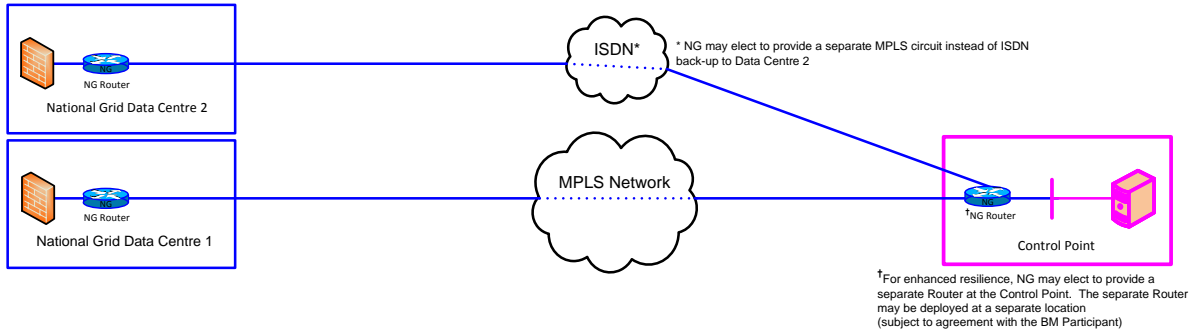 ISDN*
* NG may elect to provide a separate MPLS circuit instead of ISDN
back-up to Data Centre 2
NG
NG Router
National Grid Data Centre 2
MPLS Network
NG
NG Router
National Grid Data Centre 1
NG
†NG Router
Control Point
†For enhanced resilience, NG may elect to provide a
separate Router at the Control Point. The separate Router
may be deployed at a separate location
(subject to agreement with the BM Participant)